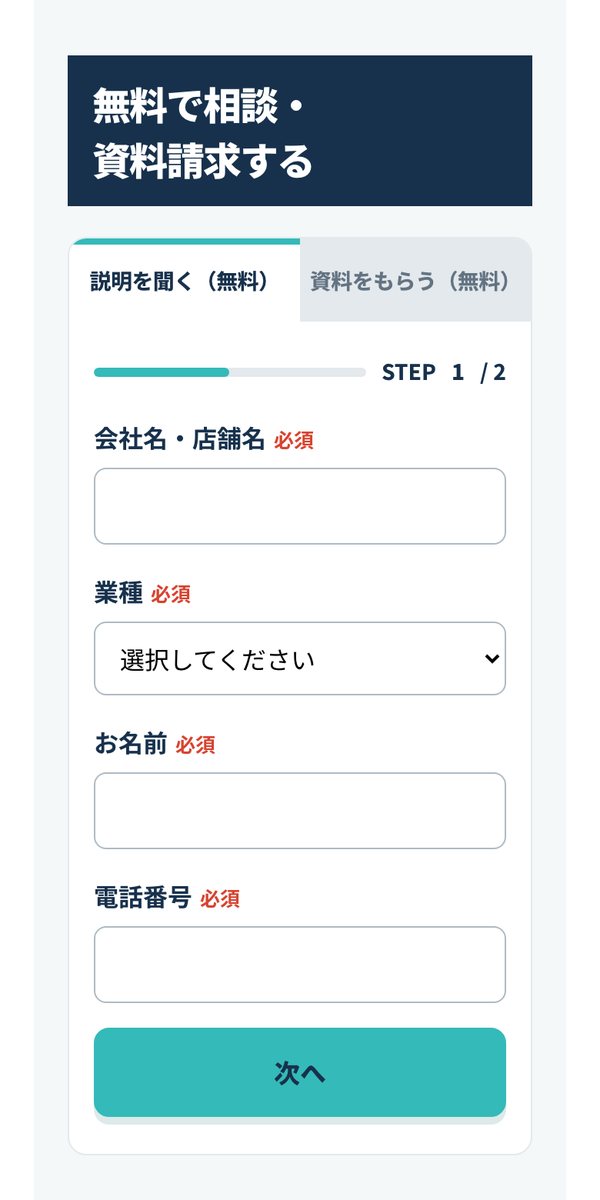 無料で相談・
資料請求する
説明を聞く（無料）
資料をもらう（無料）
STEP 1 / 2
会社名・店舗名 必須
業種 必須
選択してください
お名前 必須
電話番号 必須
次へ